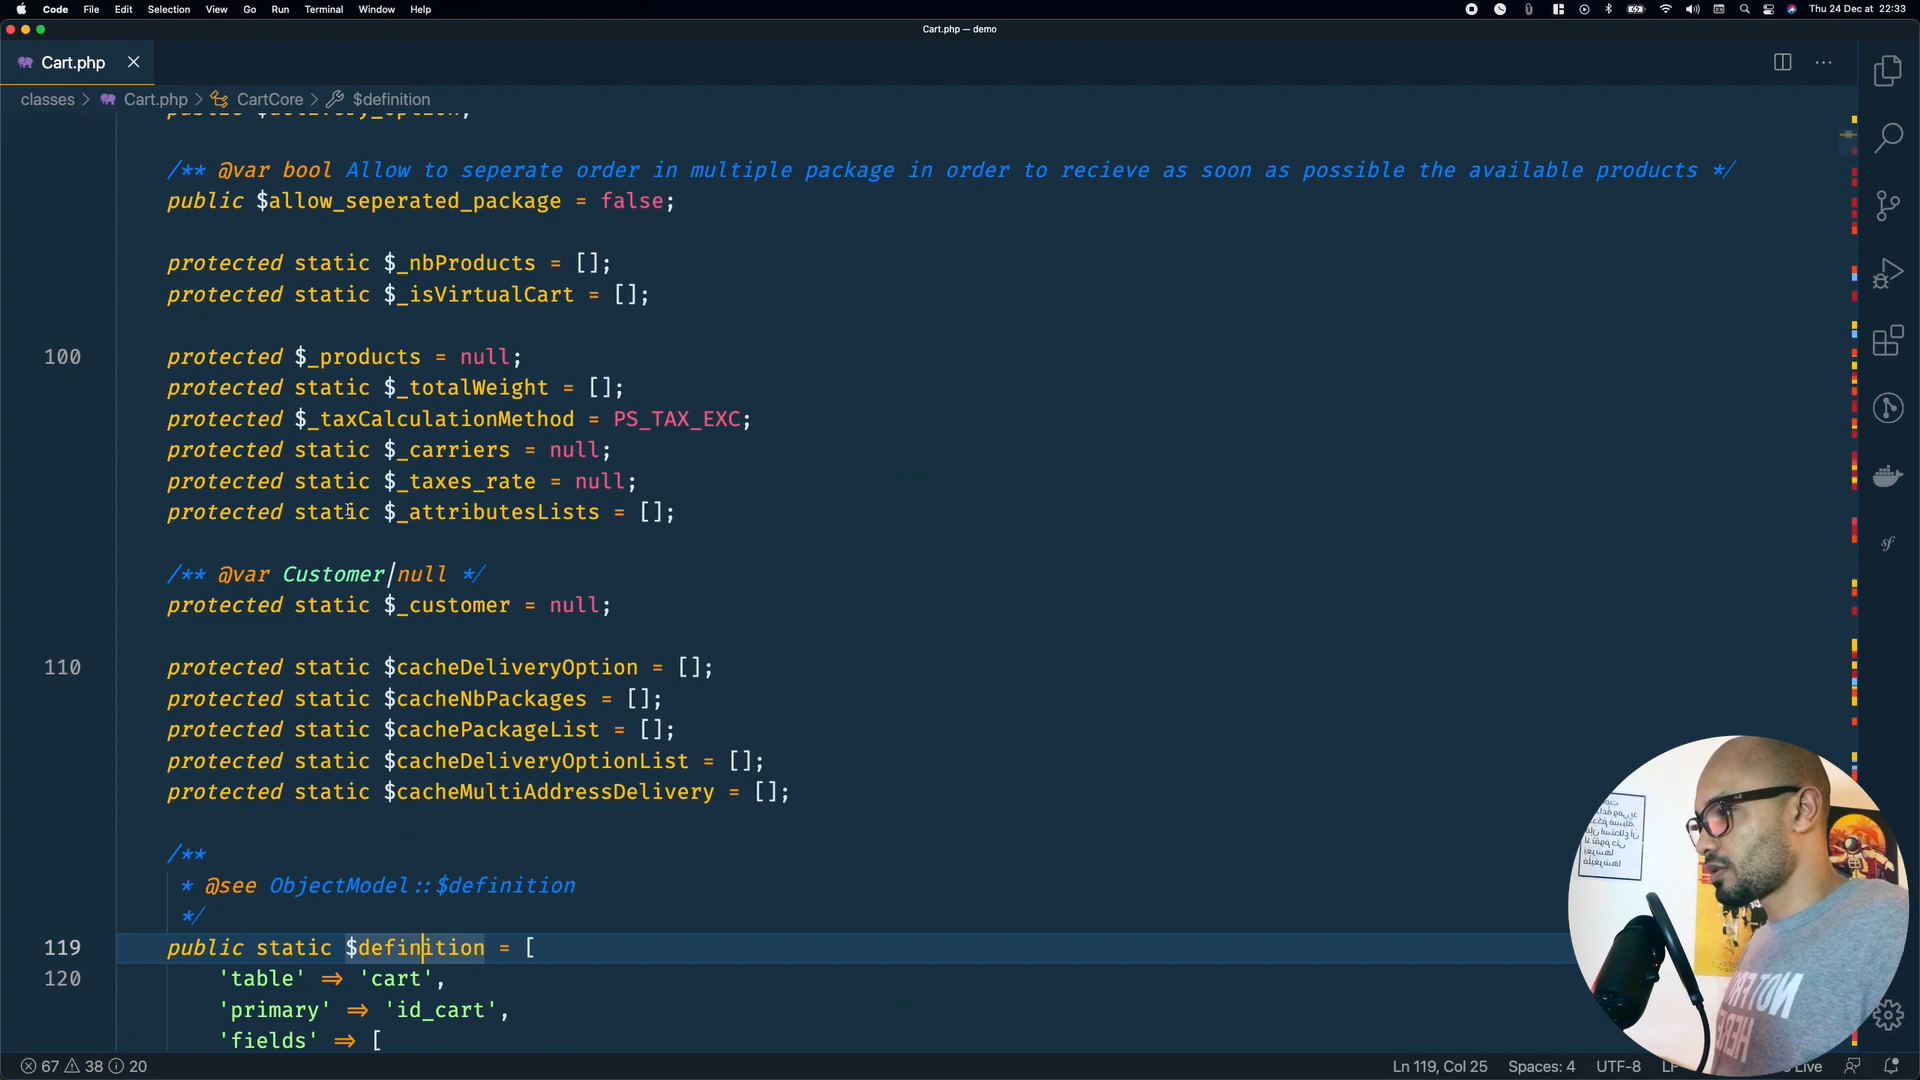 Code File Edit Selection View Go Run Terminal Window Help Thu 24 Dec at 22:33
Cart.php — demo
Cart.php
classes > Cart.php > CartCore > $definition
public $delivery_option;
/** @var bool Allow to seperate order in multiple package in order to recieve as soon as possible the available products */
public $allow_seperated_package = false;
protected static $_nbProducts = [];
protected static $_isVirtualCart = [];
100 protected $_products = null;
protected static $_totalWeight = [];
protected $_taxCalculationMethod = PS_TAX_EXC;
protected static $_carriers = null;
protected static $_taxes_rate = null;
protected static $_attributesLists = [];
/** @var Customer|null */
protected static $_customer = null;
110 protected static $cacheDeliveryOption = [];
protected static $cacheNbPackages = [];
protected static $cachePackageList = [];
protected static $cacheDeliveryOptionList = [];
protected static $cacheMultiAddressDelivery = [];
/**
* @see ObjectModel::$definition
*/
119 public static $definition = [
120 'table' => 'cart',
'primary' => 'id_cart',
'fields' => [
67 38 20 Ln 119, Col 25 Spaces: 4 UTF-8 Live
NOT FROM
HERE